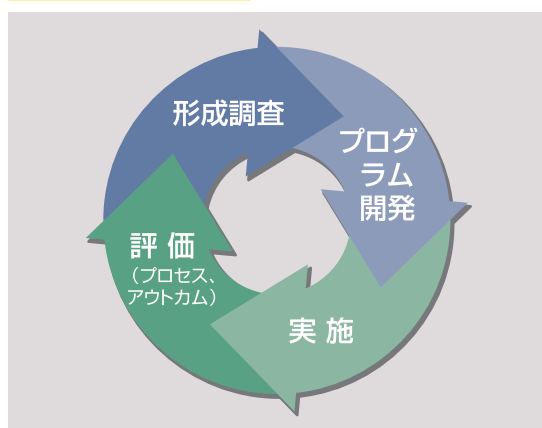 形成調査
プログ
ラム
開発
実 施
評 価
（プロセス、
アウトカム）